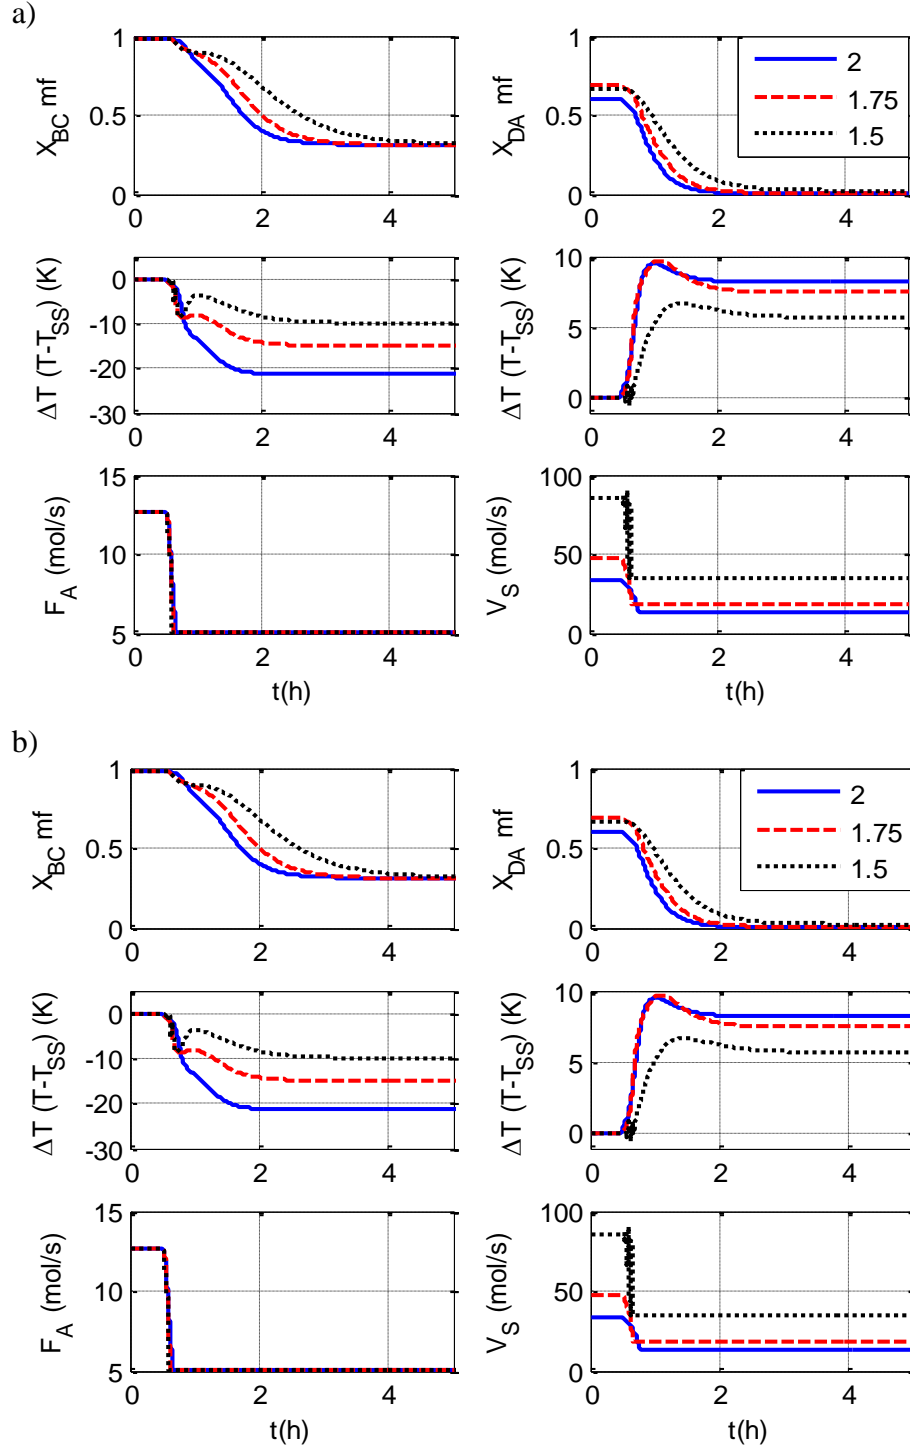 a)
X_BC mf
1
0.5
0
0 2 4
X_DA mf
1
0.5
0
0 2 4
2
1.75
1.5
ΔT (T-T_SS) (K)
0
-10
-20
-30
0 2 4
ΔT (T-T_SS) (K)
10
5
0
0 2 4
F_A (mol/s)
15
10
5
0 2 4
t(h)
V_S (mol/s)
100
50
0
0 2 4
t(h)
b)
X_BC mf
1
0.5
0
0 2 4
X_DA mf
1
0.5
0
0 2 4
2
1.75
1.5
ΔT (T-T_SS) (K)
0
-10
-20
-30
0 2 4
ΔT (T-T_SS) (K)
10
5
0
0 2 4
F_A (mol/s)
15
10
5
0 2 4
t(h)
V_S (mol/s)
100
50
0
0 2 4
t(h)